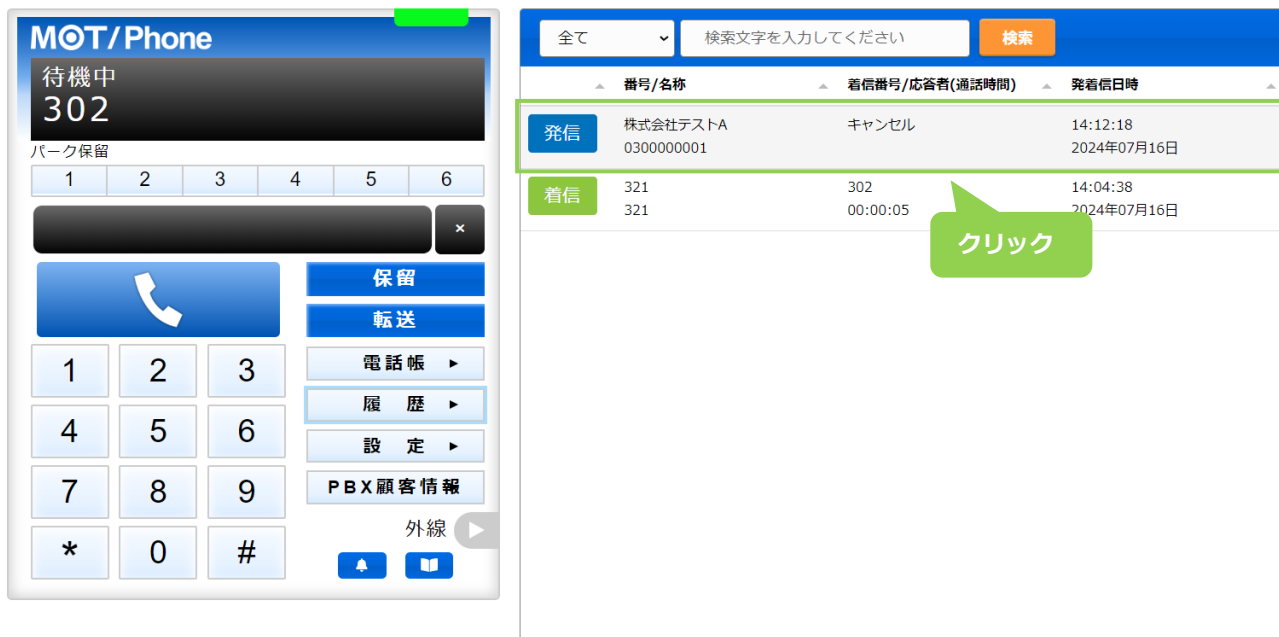 MOT/Phone
待機中
302
パーク保留
1 2 3 4 5 6
×
保留
転送
電話帳 ►
履歴 ►
設定 ►
PBX顧客情報
外線
1 2 3
4 5 6
7 8 9
* 0 #
全て 検索文字を入力してください 検索
番号/名称 着信番号/応答者(通話時間) 発着信日時
発信 株式会社テストA キャンセル 14:12:18
0300000001 2024年07月16日
着信 321 302 14:04:38
321 00:00:05 2024年07月16日
クリック